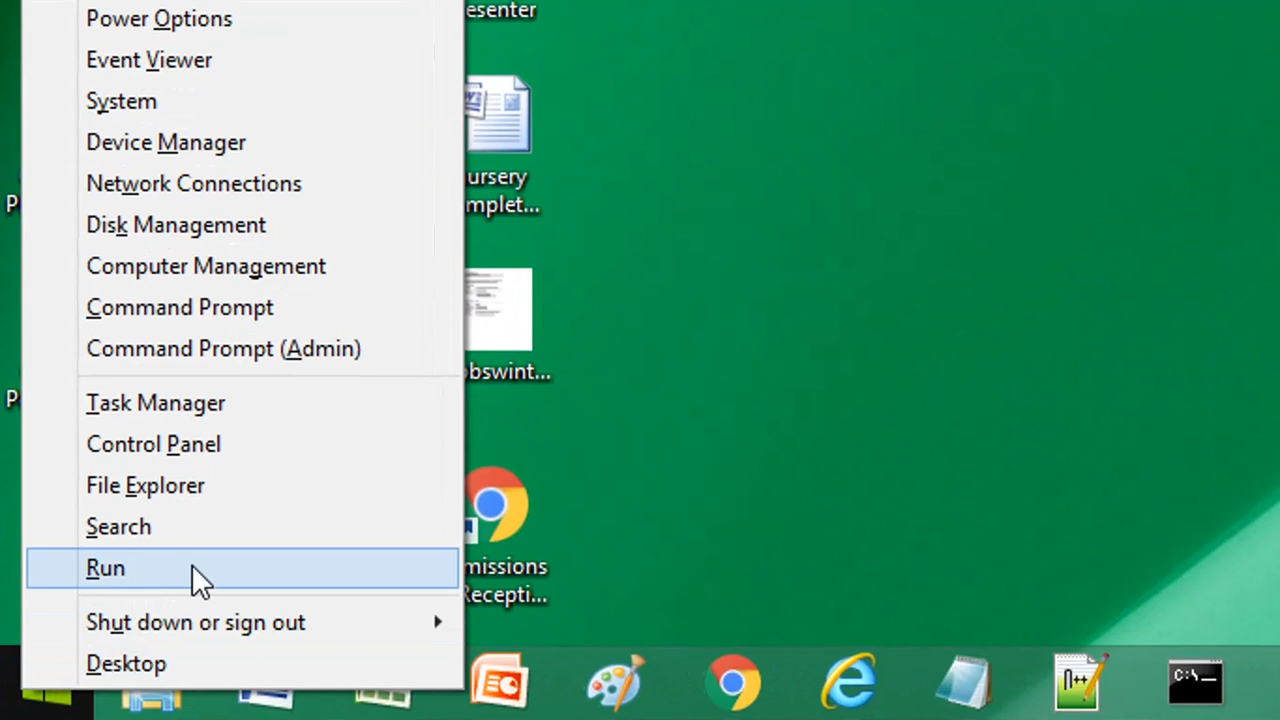 Power Options
Event Viewer
System
Device Manager
Network Connections
Disk Management
Computer Management
Command Prompt
Command Prompt (Admin)
Task Manager
Control Panel
File Explorer
Search
Run
Shut down or sign out
Desktop
esenter
ursery
mplet...
obswint...
missions
Recepti...
P
P
C:\_